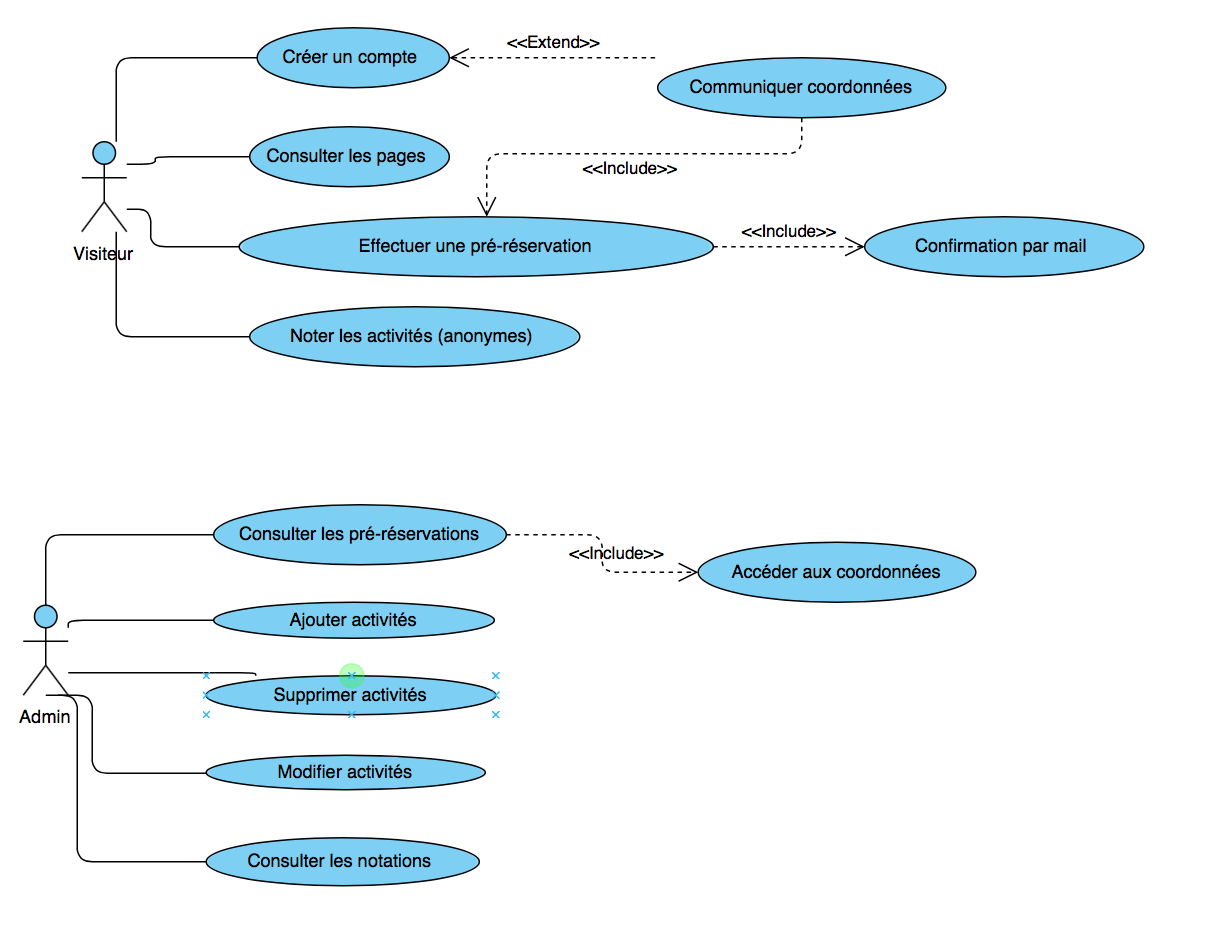 <<Extend>>
Créer un compte
Communiquer coordonnées
Consulter les pages
<<Include>>
Visiteur
Effectuer une pré-réservation
<<Include>>
Confirmation par mail
Noter les activités (anonymes)
Consulter les pré-réservations
<<Include>>
Accéder aux coordonnées
Ajouter activités
Supprimer activités
Admin
Modifier activités
Consulter les notations